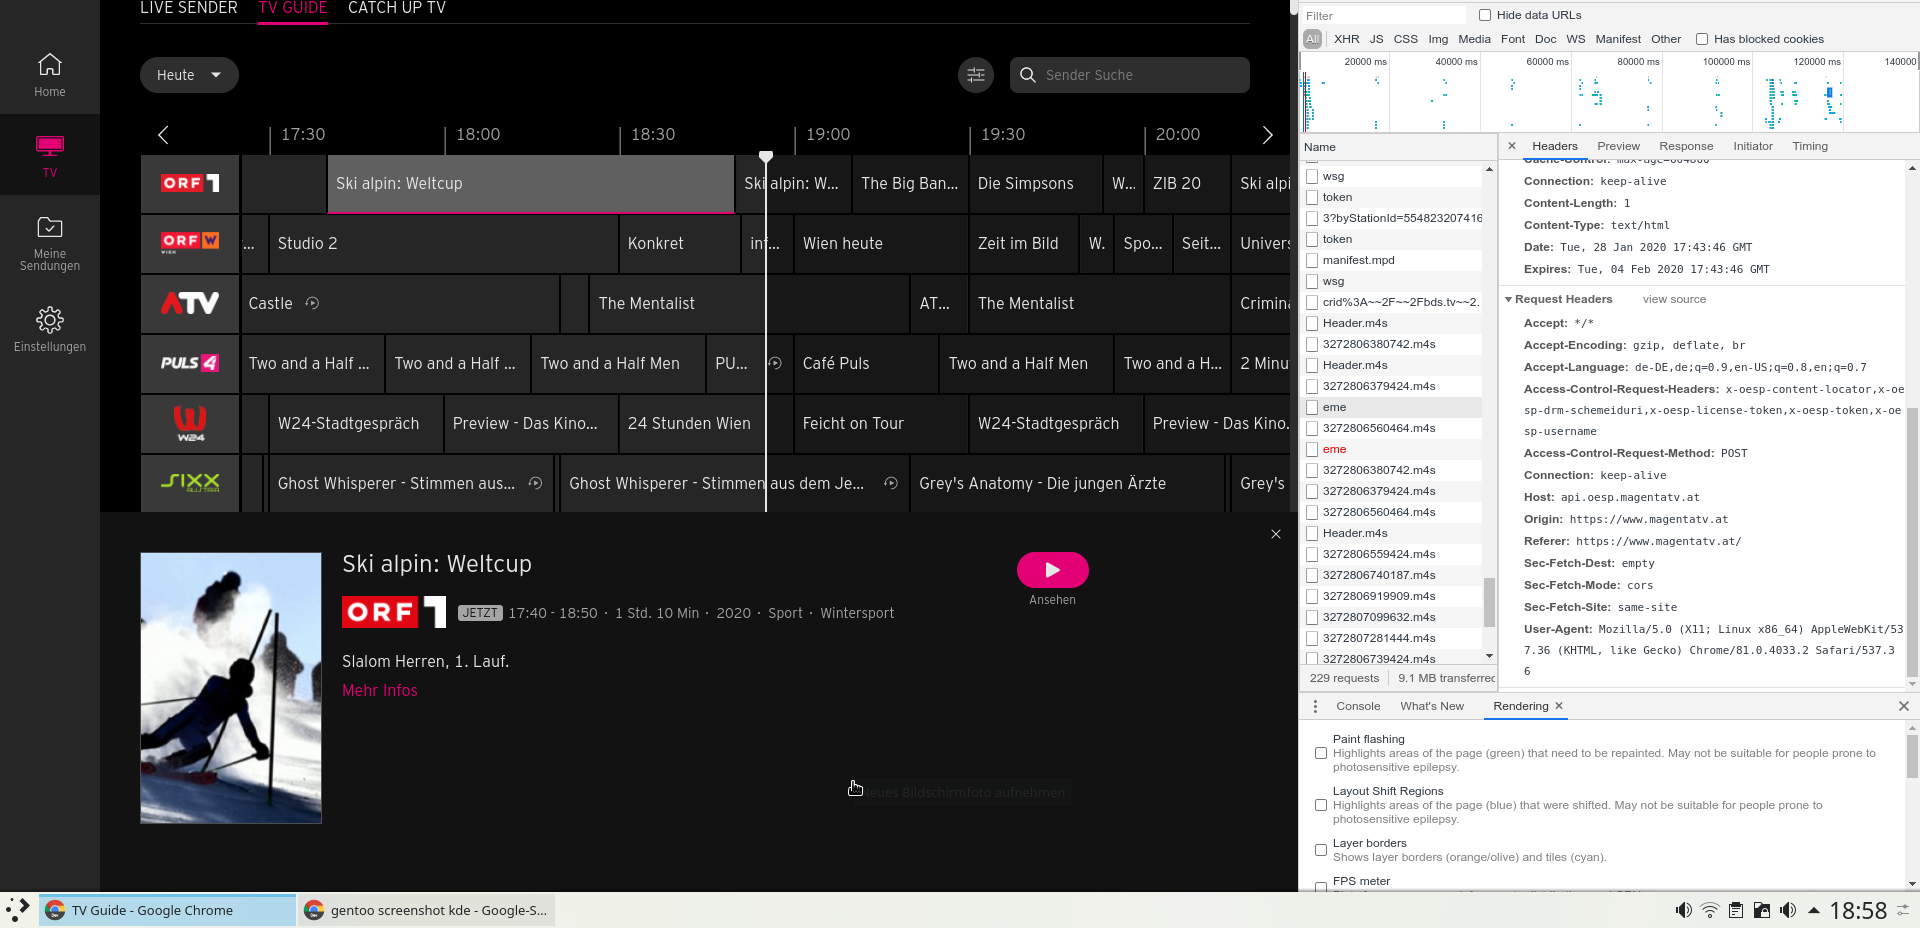 LIVE SENDER
TV GUIDE
CATCH UP TV
Home
TV
Meine
Sendungen
Einstellungen
Heute
Sender Suche
17:30
18:00
18:30
19:00
19:30
20:00
ORF 1
Ski alpin: Weltcup
Ski alpin: W...
The Big Ban...
Die Simpsons
W...
ZIB 20
Ski alpi
ORF W
WIEN
...
Studio 2
Konkret
inf...
Wien heute
Zeit im Bild
W.
Spo...
Seit...
Univers
ATV
Castle
The Mentalist
AT...
The Mentalist
Crimina
PULS 4
Two and a Half ...
Two and a Half ...
Two and a Half Men
PU...
Café Puls
Two and a Half Men
Two and a H...
2 Minu
W24
W24-Stadtgespräch
Preview - Das Kino...
24 Stunden Wien
Feicht on Tour
W24-Stadtgespräch
Preview - Das Kino.
SIXX
AUSTRIA
Ghost Whisperer - Stimmen aus...
Ghost Whisperer - Stimmen aus dem Je...
Grey's Anatomy - Die jungen Ärzte
Grey's
Ski alpin: Weltcup
ORF 1
JETZT 17:40 - 18:50 · 1 Std. 10 Min · 2020 · Sport · Wintersport
Slalom Herren, 1. Lauf.
Mehr Infos
Ansehen
eues Bildschirmfoto aufnehmen
Filter
Hide data URLs
All
XHR JS CSS Img Media Font Doc WS Manifest Other
Has blocked cookies
20000 ms
40000 ms
60000 ms
80000 ms
100000 ms
120000 ms
140000
Name
wsg
token
3?byStationId=554823207416
token
manifest.mpd
wsg
crid%3A~~2F~~2Fbds.tv~~2.
Header.m4s
3272806380742.m4s
Header.m4s
3272806379424.m4s
eme
3272806560464.m4s
eme
3272806380742.m4s
3272806379424.m4s
3272806560464.m4s
Header.m4s
3272806559424.m4s
3272806740187.m4s
3272806919909.m4s
3272807099632.m4s
3272807281444.m4s
3272806739424.m4s
229 requests
9.1 MB transferred
Headers
Preview
Response
Initiator
Timing
Cache-Control: max-age=604800
Connection: keep-alive
Content-Length: 1
Content-Type: text/html
Date: Tue, 28 Jan 2020 17:43:46 GMT
Expires: Tue, 04 Feb 2020 17:43:46 GMT
Request Headers
view source
Accept: */*
Accept-Encoding: gzip, deflate, br
Accept-Language: de-DE,de;q=0.9,en-US;q=0.8,en;q=0.7
Access-Control-Request-Headers: x-oesp-content-locator,x-oe
sp-drm-schemeiduri,x-oesp-license-token,x-oesp-token,x-oe
sp-username
Access-Control-Request-Method: POST
Connection: keep-alive
Host: api.oesp.magentatv.at
Origin: https://www.magentatv.at
Referer: https://www.magentatv.at/
Sec-Fetch-Dest: empty
Sec-Fetch-Mode: cors
Sec-Fetch-Site: same-site
User-Agent: Mozilla/5.0 (X11; Linux x86_64) AppleWebKit/53
7.36 (KHTML, like Gecko) Chrome/81.0.4033.2 Safari/537.3
6
Console
What's New
Rendering
Paint flashing
Highlights areas of the page (green) that need to be repainted. May not be suitable for people prone to
photosensitive epilepsy.
Layout Shift Regions
Highlights areas of the page (blue) that were shifted. May not be suitable for people prone to
photosensitive epilepsy.
Layer borders
Shows layer borders (orange/olive) and tiles (cyan).
FPS meter
TV Guide - Google Chrome
gentoo screenshot kde - Google-S...
18:58